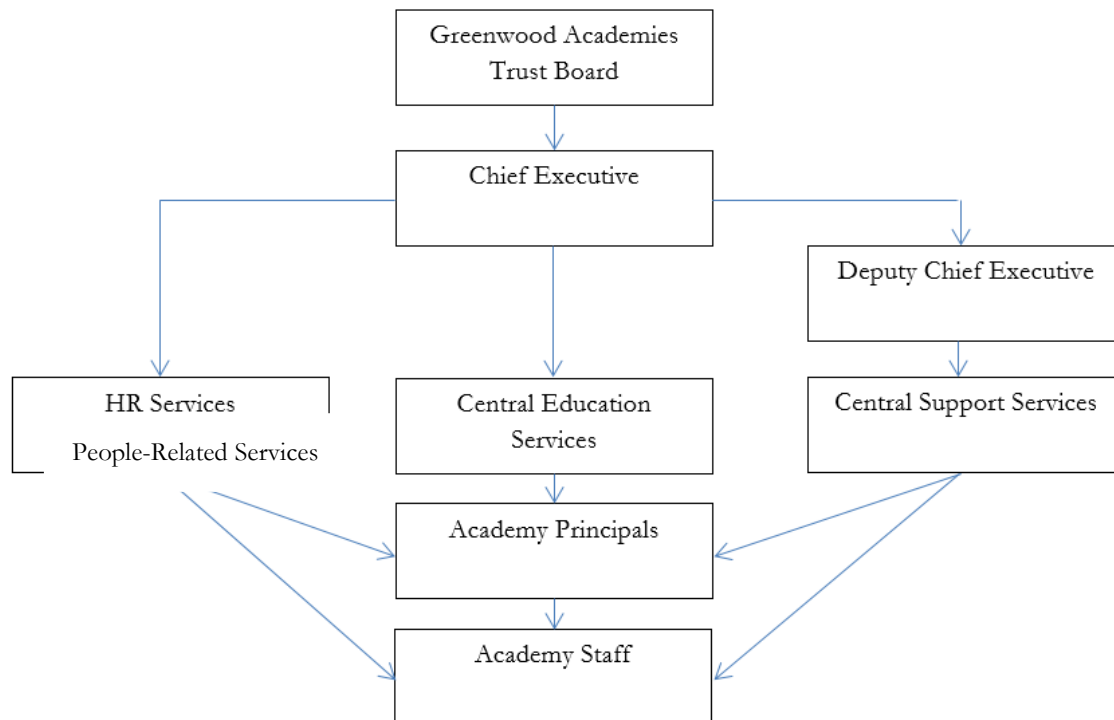 Greenwood Academies
Trust Board
Chief Executive
Deputy Chief Executive
HR Services
People-Related Services
Central Education
Services
Central Support Services
Academy Principals
Academy Staff